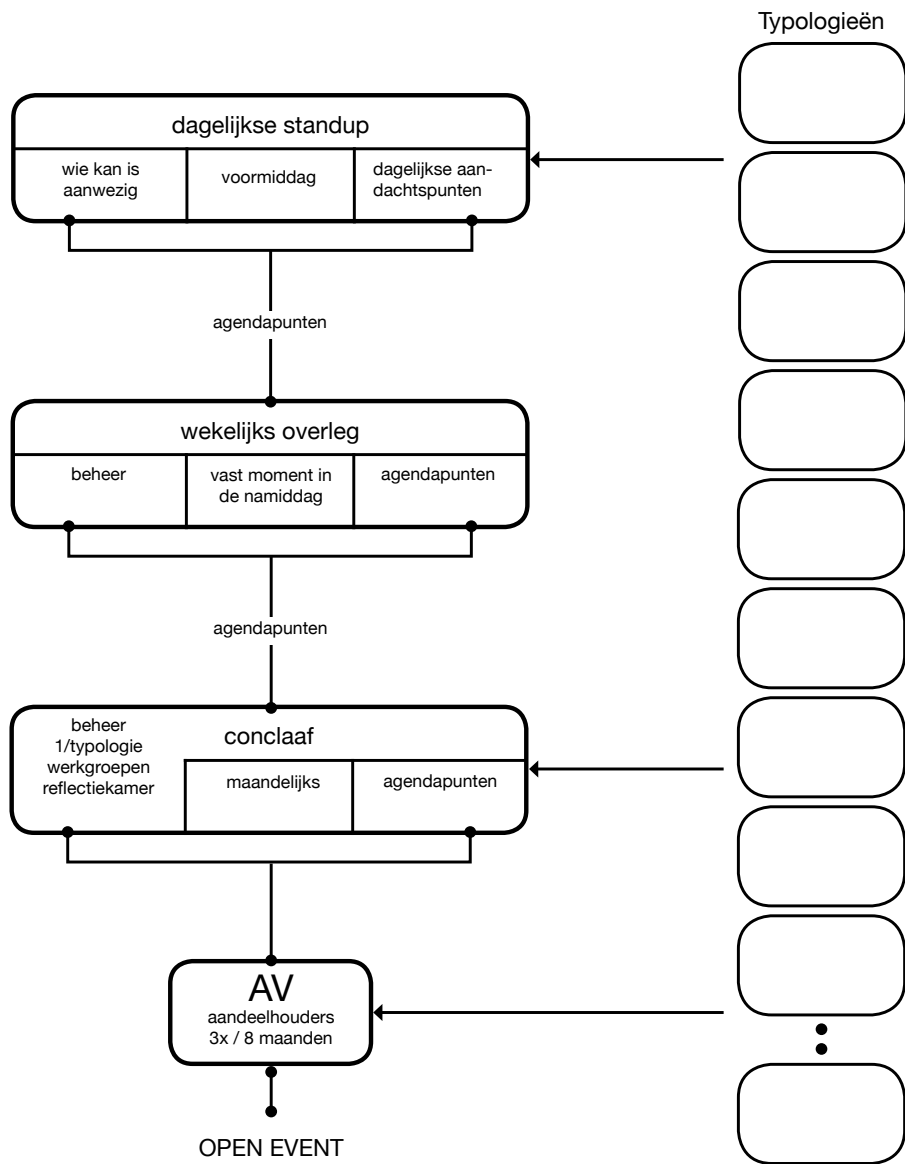 Typologieën
dagelijkse standup
wie kan is
aanwezig
voormiddag
dagelijkse aan-
dachtspunten
agendapunten
wekelijks overleg
beheer
vast moment in
de namiddag
agendapunten
agendapunten
beheer
1/typologie
werkgroepen
reflectiekamer
conclaaf
maandelijks
agendapunten
AV
aandeelhouders
3x / 8 maanden
OPEN EVENT